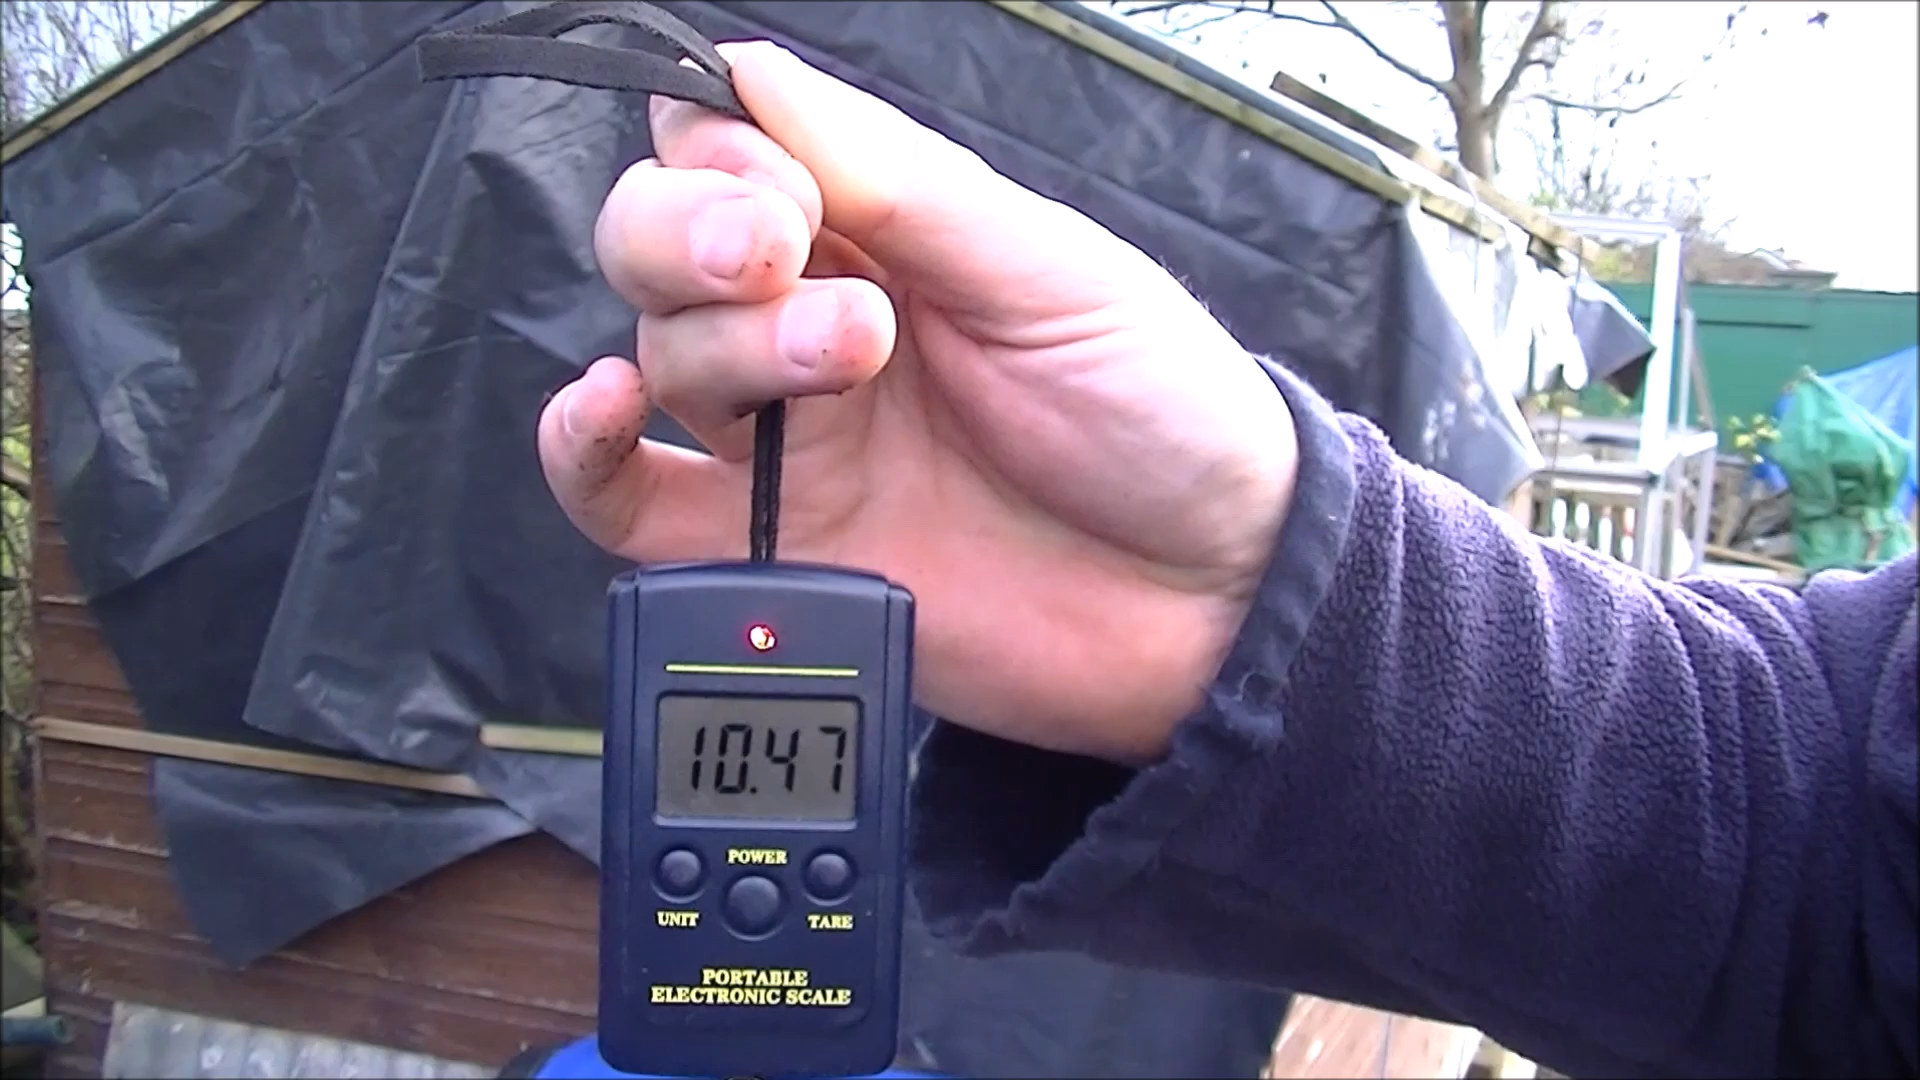 10.47
POWER
UNIT TARE
PORTABLE
ELECTRONIC SCALE